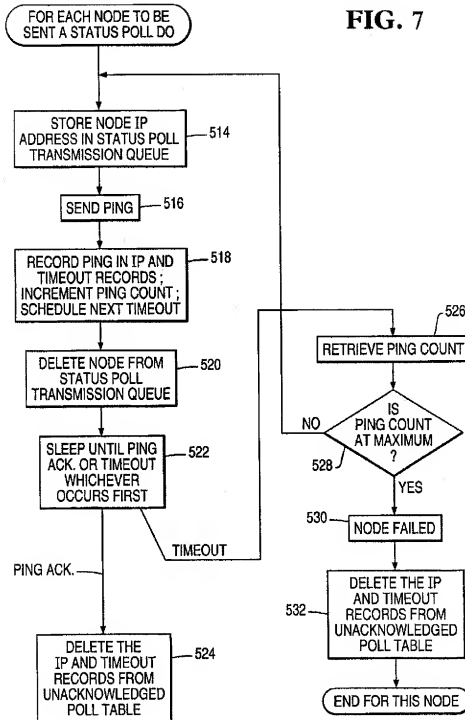 FIG. 7
FOR EACH NODE TO BE
SENT A STATUS POLL DO
STORE NODE IP
ADDRESS IN STATUS POLL
TRANSMISSION QUEUE
514
SEND PING
516
RECORD PING IN IP AND
TIMEOUT RECORDS ;
INCREMENT PING COUNT ;
SCHEDULE NEXT TIMEOUT
518
DELETE NODE FROM
STATUS POLL
TRANSMISSION QUEUE
520
SLEEP UNTIL PING
ACK. OR TIMEOUT
WHICHEVER
OCCURS FIRST
522
TIMEOUT
PING ACK.
DELETE THE
IP AND TIMEOUT
RECORDS FROM
UNACKNOWLEDGED
POLL TABLE
524
526
RETRIEVE PING COUNT
IS
PING COUNT
AT MAXIMUM
?
528
NO
YES
530
NODE FAILED
DELETE THE IP
AND TIMEOUT
RECORDS FROM
UNACKNOWLEDGED
POLL TABLE
532
END FOR THIS NODE